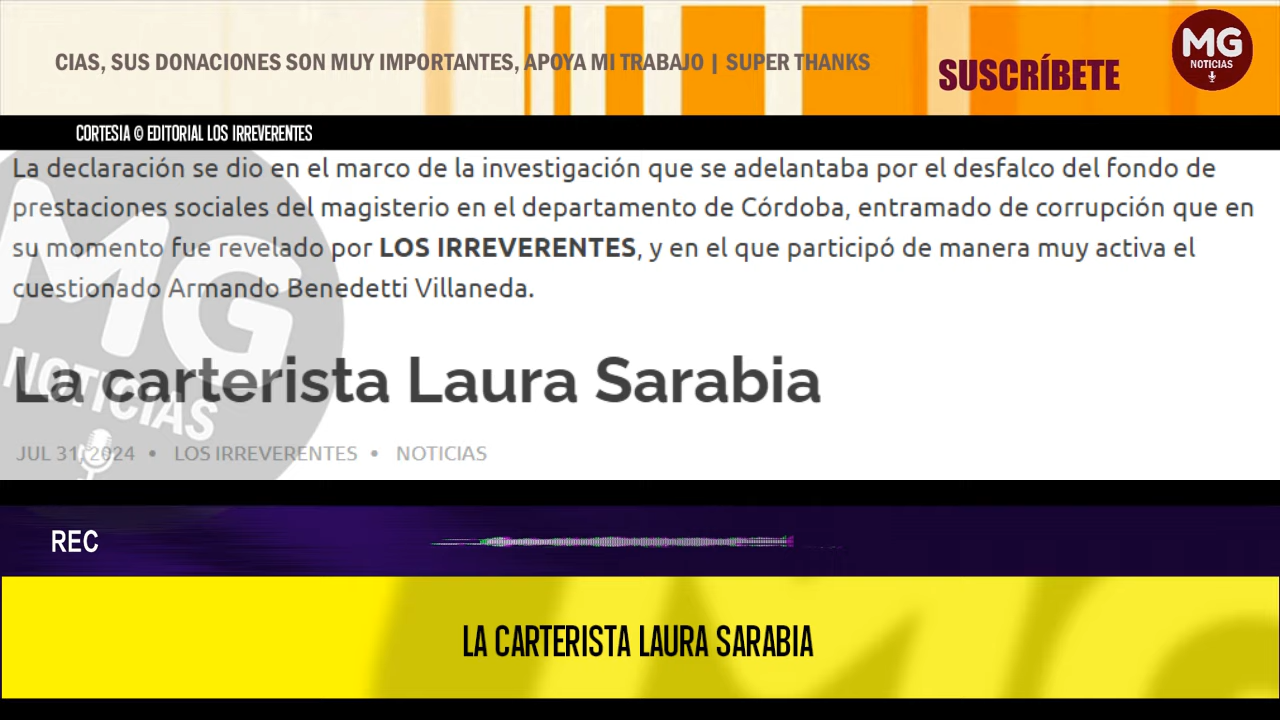 CIAS, SUS DONACIONES SON MUY IMPORTANTES, APOYA MI TRABAJO | SUPER THANKS
SUSCRÍBETE
MG
NOTICIAS
CORTESIA © EDITORIAL LOS IRREVERENTES
La declaración se dio en el marco de la investigación que se adelantaba por el desfalco del fondo de
prestaciones sociales del magisterio en el departamento de Córdoba, entramado de corrupción que en
su momento fue revelado por LOS IRREVERENTES, y en el que participó de manera muy activa el
cuestionado Armando Benedetti Villaneda.
MG
NOTICIAS
La carterista Laura Sarabia
JUL 31, 2024 • LOS IRREVERENTES • NOTICIAS
REC
LA CARTERISTA LAURA SARABIA